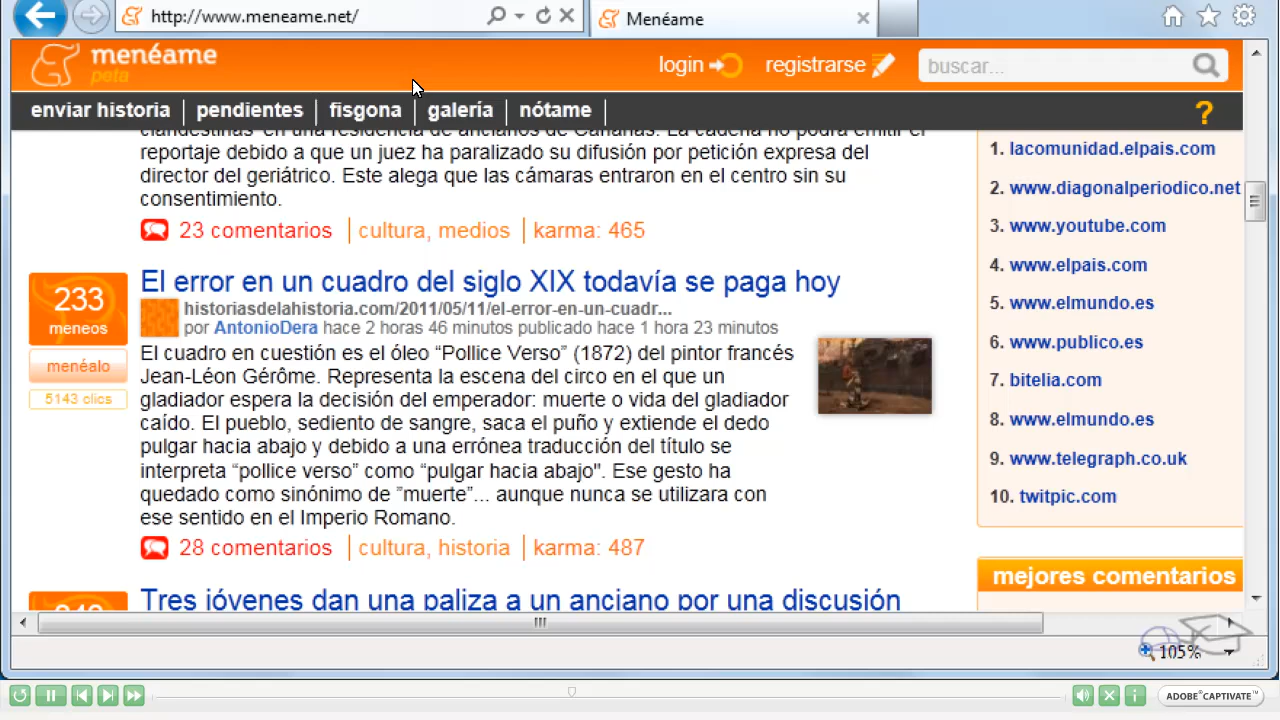 http://www.meneame.net/
Menéame
menéame
peta
login
registrarse
buscar...
enviar historia
pendientes
fisgona
galería
nótame
?
reportaje debido a que un juez ha paralizado su difusión por petición expresa del
director del geriátrico. Este alega que las cámaras entraron en el centro sin su
consentimiento.
23 comentarios
cultura, medios
karma: 465
233
meneos
menéalo
5143 clics
El error en un cuadro del siglo XIX todavía se paga hoy
historiasdelahistoria.com/2011/05/11/el-error-en-un-cuadr...
por AntonioDera hace 2 horas 46 minutos publicado hace 1 hora 23 minutos
El cuadro en cuestión es el óleo “Pollice Verso” (1872) del pintor francés
Jean-Léon Gérôme. Representa la escena del circo en el que un
gladiador espera la decisión del emperador: muerte o vida del gladiador
caído. El pueblo, sediento de sangre, saca el puño y extiende el dedo
pulgar hacia abajo y debido a una errónea traducción del título se
interpreta “pollice verso” como “pulgar hacia abajo". Ese gesto ha
quedado como sinónimo de ”muerte”... aunque nunca se utilizara con
ese sentido en el Imperio Romano.
28 comentarios
cultura, historia
karma: 487
Tres jóvenes dan una paliza a un anciano por una discusión
1. lacomunidad.elpais.com
2. www.diagonalperiodico.net
3. www.youtube.com
4. www.elpais.com
5. www.elmundo.es
6. www.publico.es
7. bitelia.com
8. www.elmundo.es
9. www.telegraph.co.uk
10. twitpic.com
mejores comentarios
105%
ADOBE® CAPTIVATE™